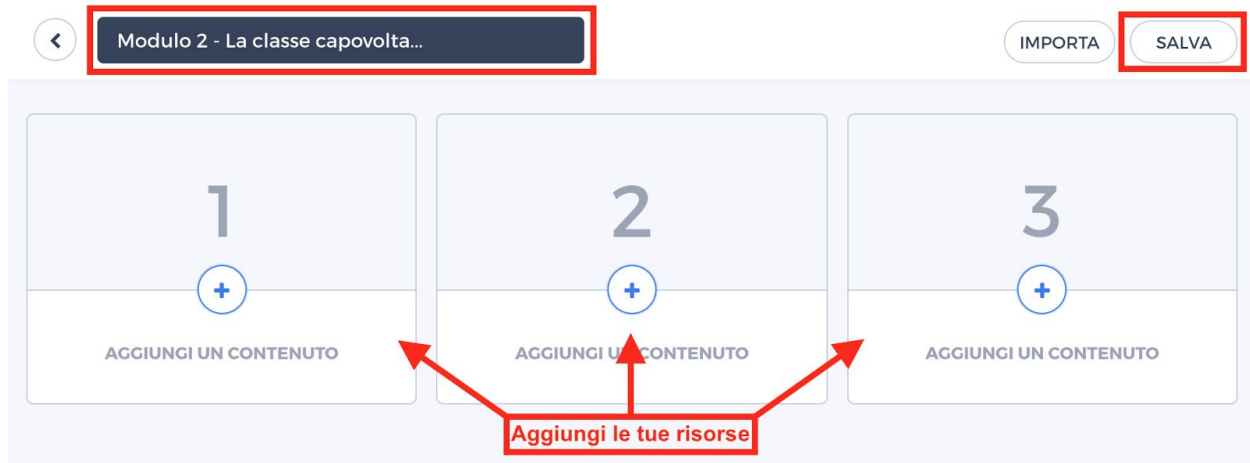 Modulo 2 - La classe capovolta...
IMPORTA
SALVA
1
2
3
AGGIUNGI UN CONTENUTO
AGGIUNGI UN CONTENUTO
AGGIUNGI UN CONTENUTO
Aggiungi le tue risorse